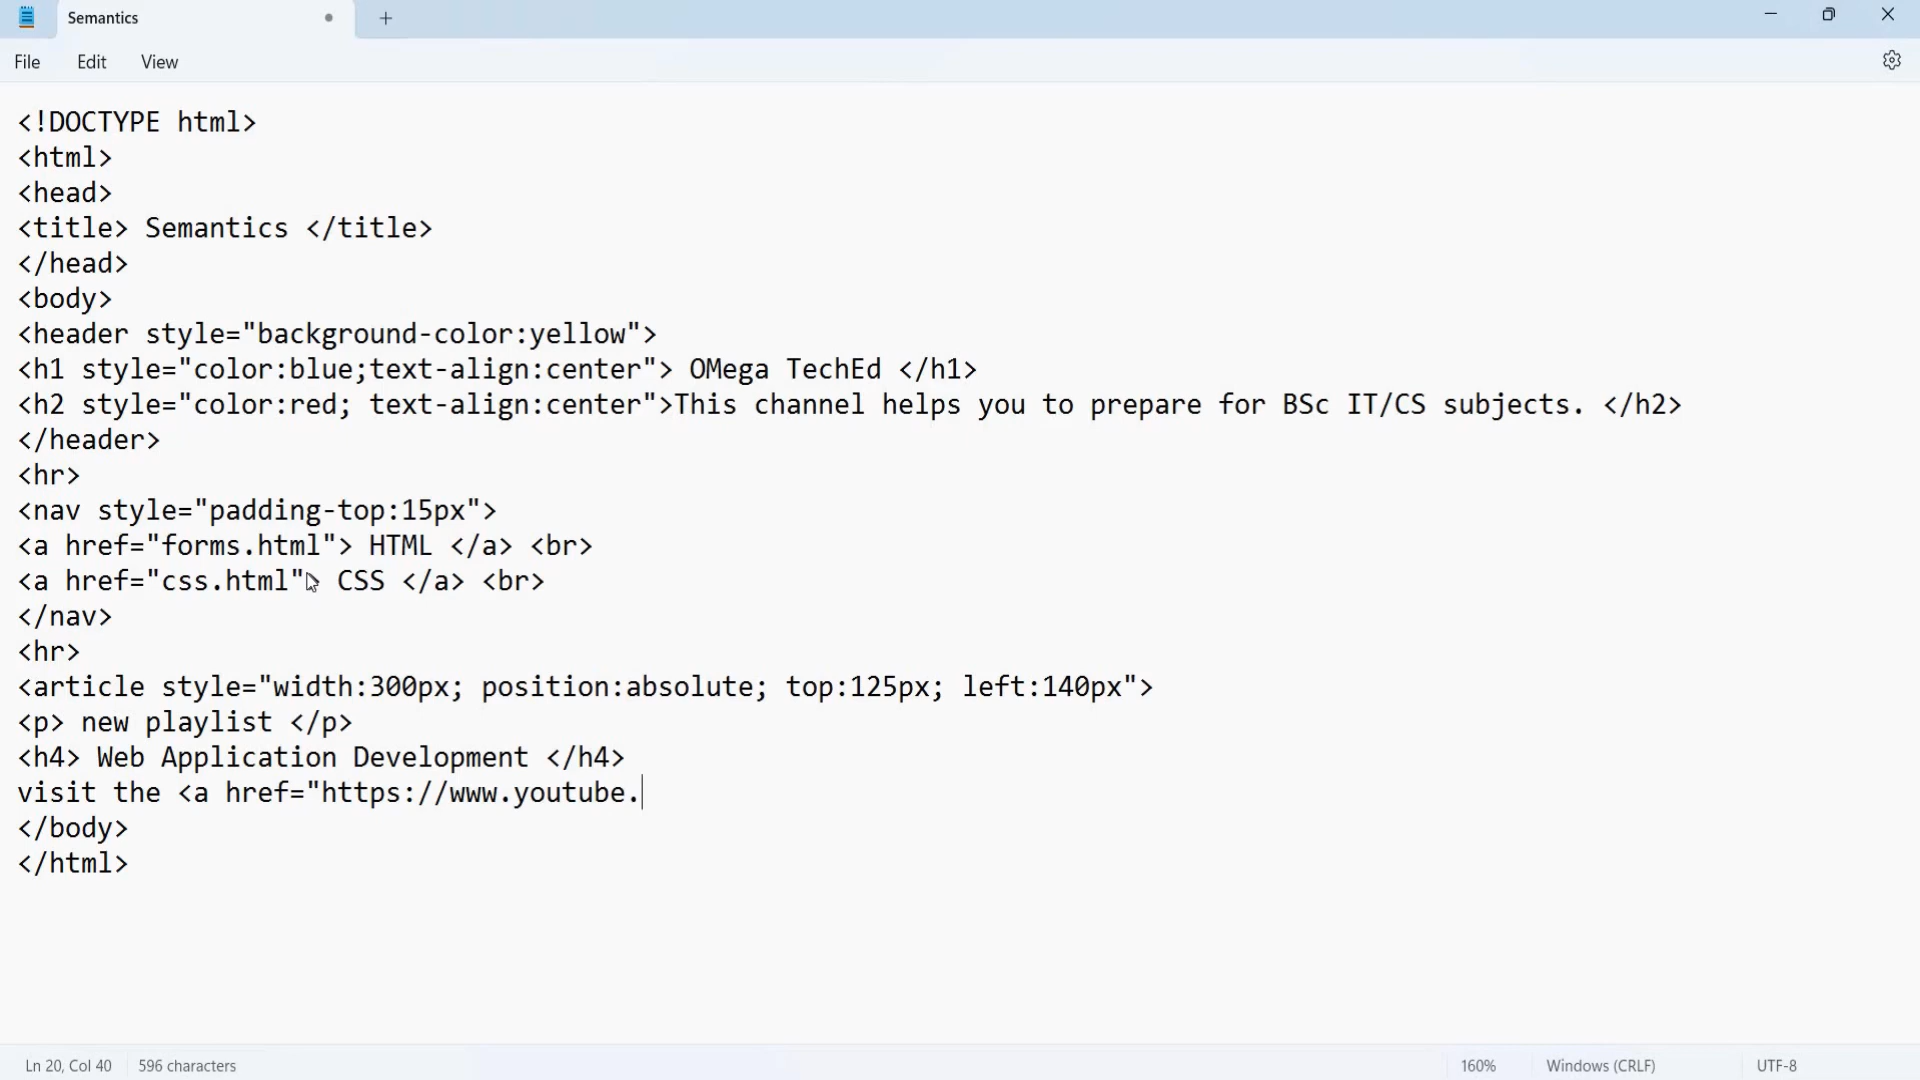 Semantics
File Edit View
<!DOCTYPE html>
<html>
<head>
<title> Semantics </title>
</head>
<body>
<header style="background-color:yellow">
<h1 style="color:blue;text-align:center"> OMega TechEd </h1>
<h2 style="color:red; text-align:center">This channel helps you to prepare for BSc IT/CS subjects. </h2>
</header>
<hr>
<nav style="padding-top:15px">
<a href="forms.html"> HTML </a> <br>
<a href="css.html"> CSS </a> <br>
</nav>
<hr>
<article style="width:300px; position:absolute; top:125px; left:140px">
<p> new playlist </p>
<h4> Web Application Development </h4>
visit the <a href="https://www.youtube.
</body>
</html>
Ln 20, Col 40 596 characters 160% Windows (CRLF) UTF-8